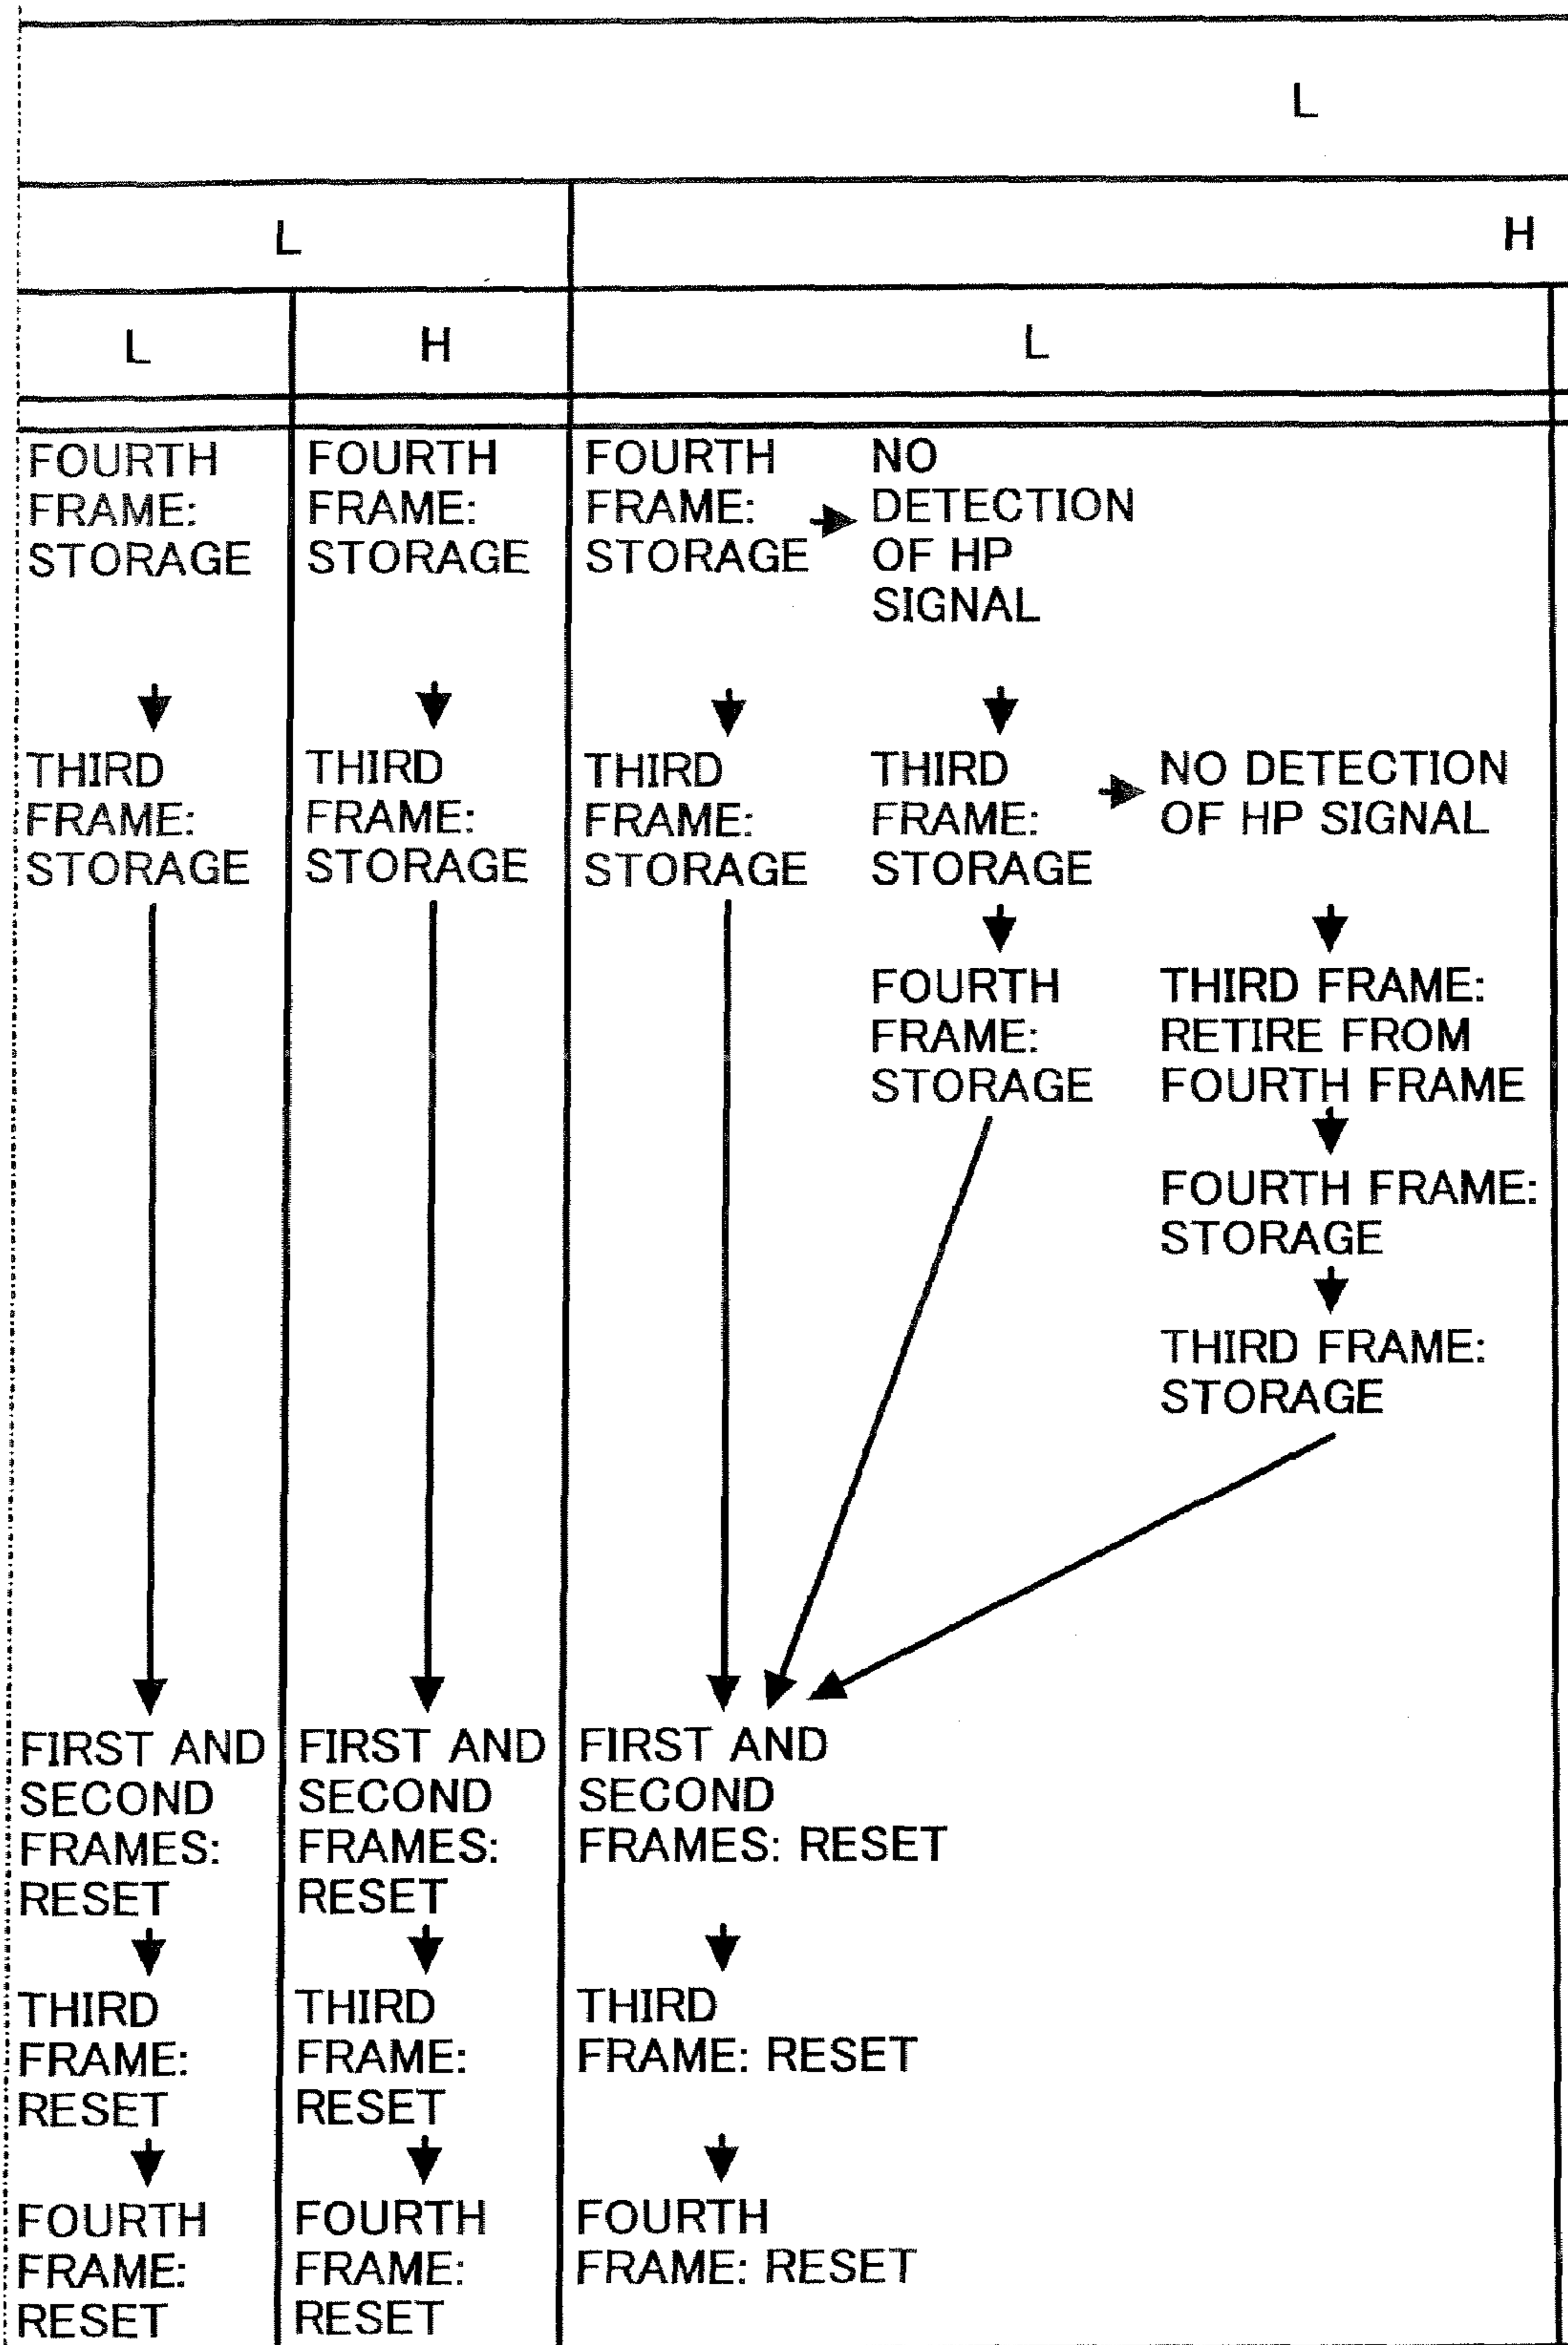 L
L
H
L
H
L
FOURTH
FRAME:
STORAGE
THIRD
FRAME:
STORAGE
FIRST AND
SECOND
FRAMES:
RESET
THIRD
FRAME:
RESET
FOURTH
FRAME:
RESET
FOURTH
FRAME:
STORAGE
THIRD
FRAME:
STORAGE
FIRST AND
SECOND
FRAMES:
RESET
THIRD
FRAME:
RESET
FOURTH
FRAME:
RESET
FOURTH
FRAME:
STORAGE
THIRD
FRAME:
STORAGE
NO
DETECTION
OF HP
SIGNAL
THIRD
FRAME:
STORAGE
FOURTH
FRAME:
STORAGE
NO DETECTION
OF HP SIGNAL
THIRD FRAME:
RETIRE FROM
FOURTH FRAME
FOURTH FRAME:
STORAGE
THIRD FRAME:
STORAGE
FIRST AND
SECOND
FRAMES: RESET
THIRD
FRAME: RESET
FOURTH
FRAME: RESET